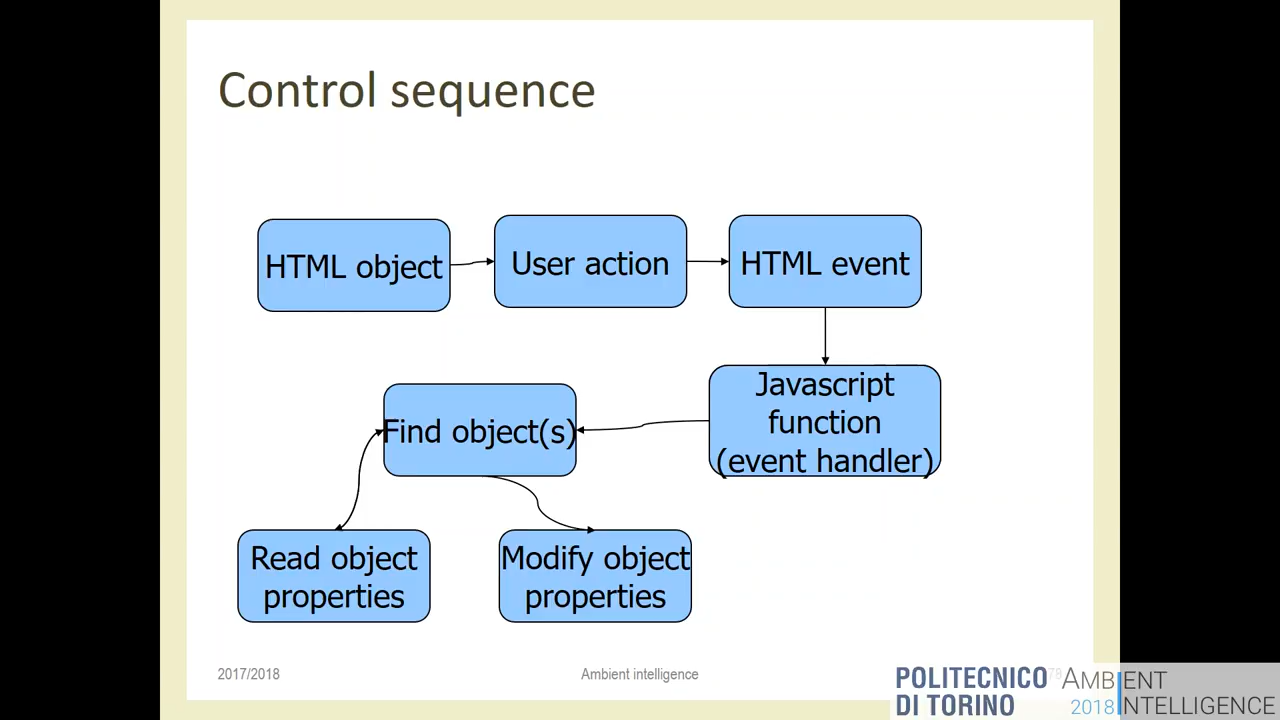 Control sequence
HTML object
User action
HTML event
Javascript
function
(event handler)
Find object(s)
Read object
properties
Modify object
properties
2017/2018
Ambient intelligence
POLITECNICO
DI TORINO
AMBIENT
2018 INTELLIGENCE